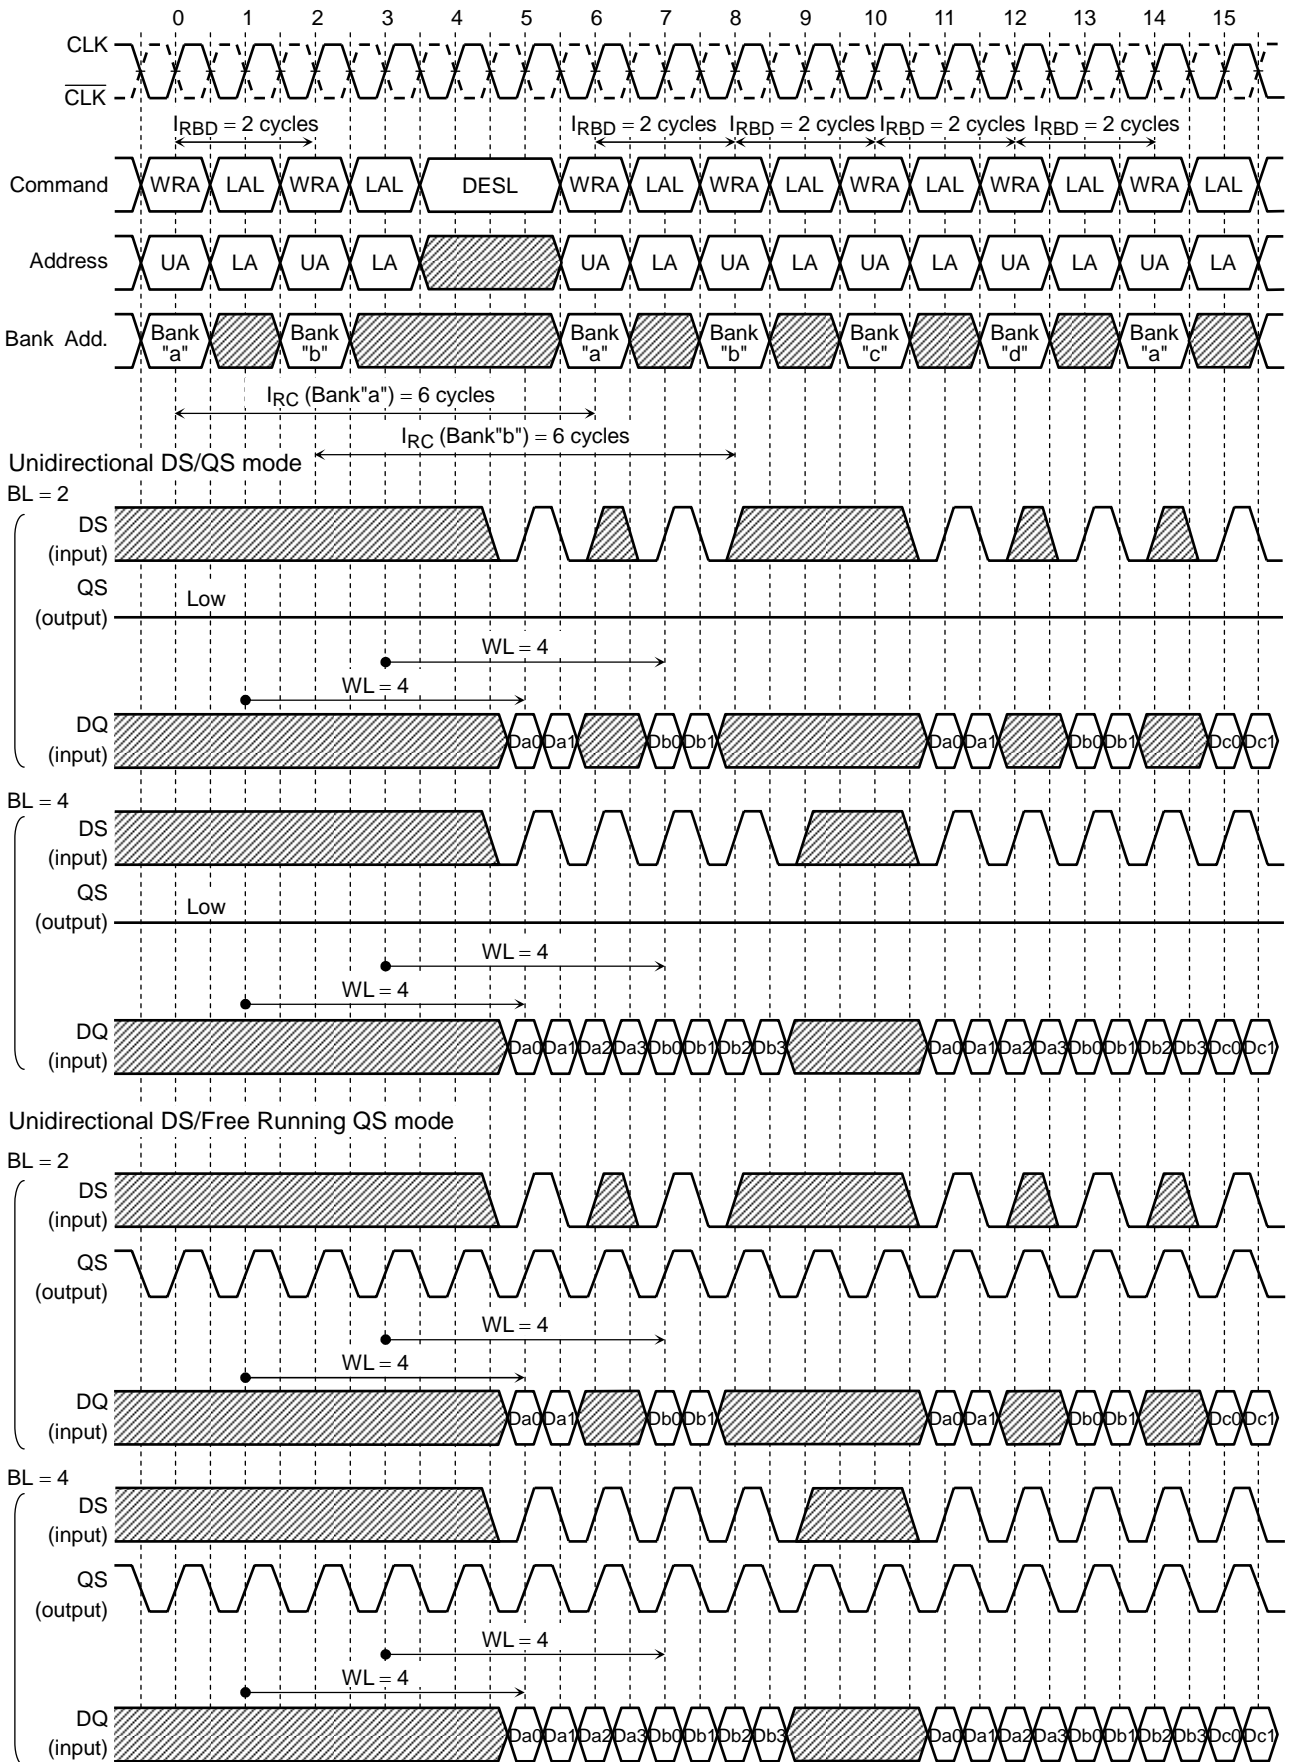 0 1 2 3 4 5 6 7 8 9 10 11 12 13 14 15
CLK
CLK
IRBD = 2 cycles IRBD = 2 cycles IRBD = 2 cycles IRBD = 2 cycles IRBD = 2 cycles
Command WRA LAL WRA LAL DESL WRA LAL WRA LAL WRA LAL WRA LAL WRA LAL
Address UA LA UA LA UA LA UA LA UA LA UA LA UA LA
Bank Add. Bank "a" Bank "b" Bank "a" Bank "b" Bank "c" Bank "d" Bank "a"
IRC (Bank"a") = 6 cycles
IRC (Bank"b") = 6 cycles
Unidirectional DS/QS mode
BL = 2
DS
(input)
QS
(output)
Low
WL = 4
WL = 4
DQ
(input)
Da0 Da1 Db0 Db1 Da0 Da1 Db0 Db1 Dc0 Dc1
BL = 4
DS
(input)
QS
(output)
Low
WL = 4
WL = 4
DQ
(input)
Da0 Da1 Da2 Da3 Db0 Db1 Db2 Db3 Da0 Da1 Da2 Da3 Db0 Db1 Db2 Db3 Dc0 Dc1
Unidirectional DS/Free Running QS mode
BL = 2
DS
(input)
QS
(output)
WL = 4
WL = 4
DQ
(input)
Da0 Da1 Db0 Db1 Da0 Da1 Db0 Db1 Dc0 Dc1
BL = 4
DS
(input)
QS
(output)
WL = 4
WL = 4
DQ
(input)
Da0 Da1 Da2 Da3 Db0 Db1 Db2 Db3 Da0 Da1 Da2 Da3 Db0 Db1 Db2 Db3 Dc0 Dc1